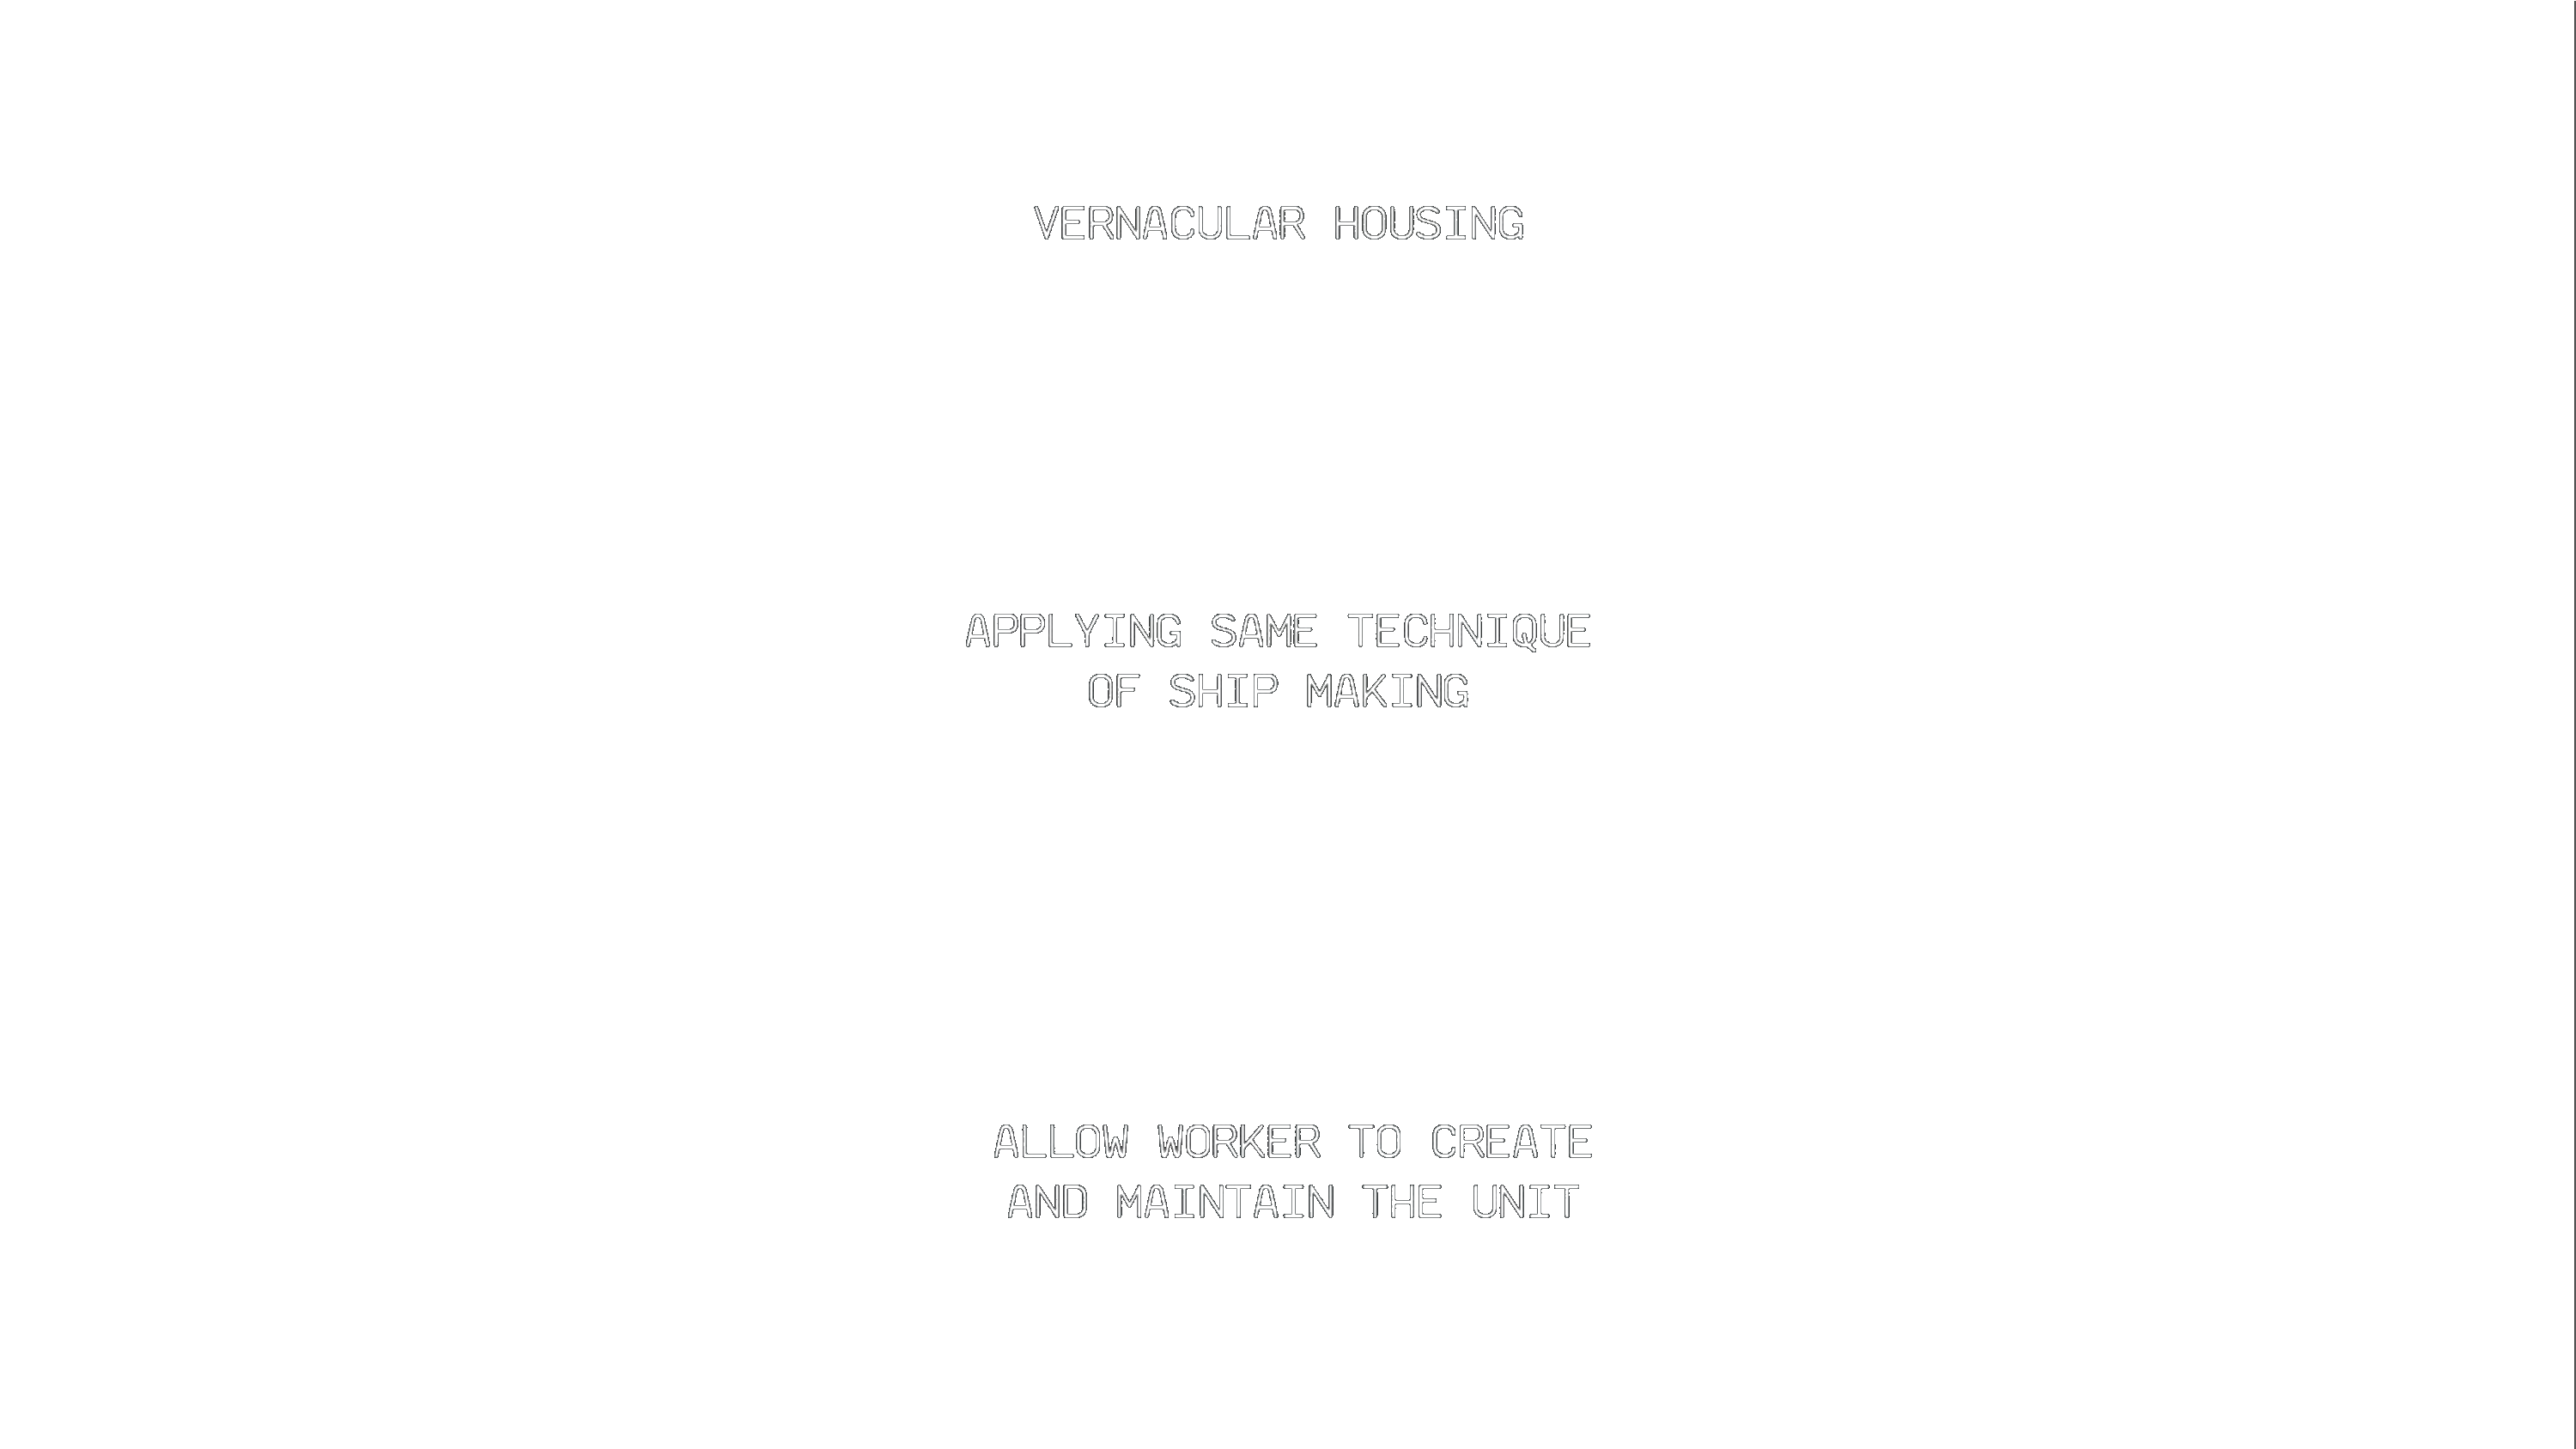 VERNACULAR HOUSING
APPLYING SAME TECHNIQUE
OF SHIP MAKING
ALLOW WORKER TO CREATE
AND MAINTAIN THE UNIT